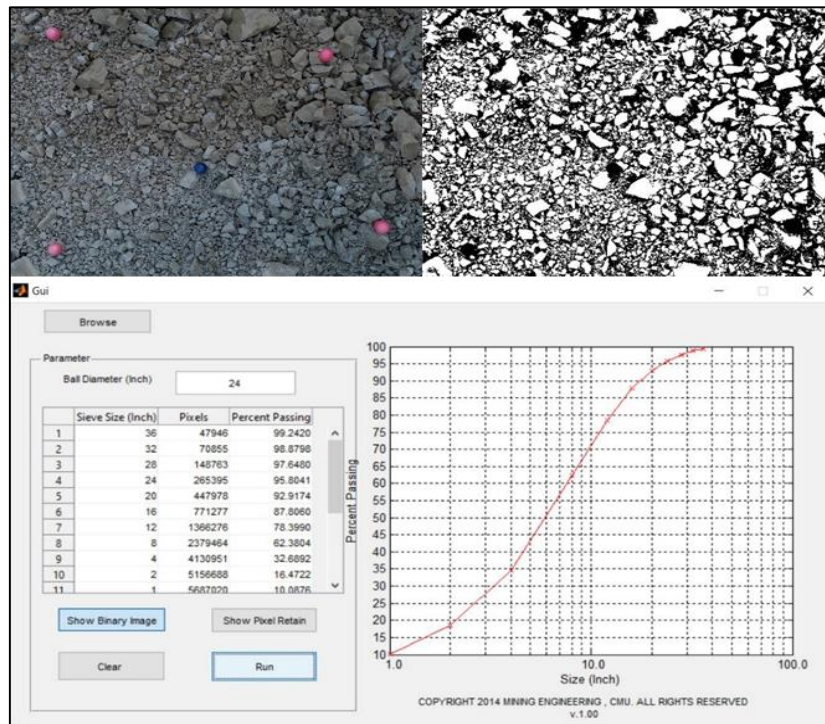 Gui
Browse
Parameter
Ball Diameter (Inch) 24
Sieve Size (Inch) Pixels Percent Passing
1 36 47946 99.2420
2 32 70855 98.8798
3 28 148763 97.6480
4 24 265395 95.8041
5 20 447978 92.9174
6 16 771277 87.8060
7 12 1366276 78.3990
8 8 2379464 62.3804
9 4 4130951 32.6892
10 2 5156688 16.4722
11 1 5687020 10.0876
Show Binary Image Show Pixel Retain
Clear Run
100
95
90
85
80
75
70
65
60
55
50
45
40
35
30
25
20
15
10
Percent Passing
1.0 10.0 100.0
Size (Inch)
COPYRIGHT 2014 MINING ENGINEERING , CMU. ALL RIGHTS RESERVED
v.1.00